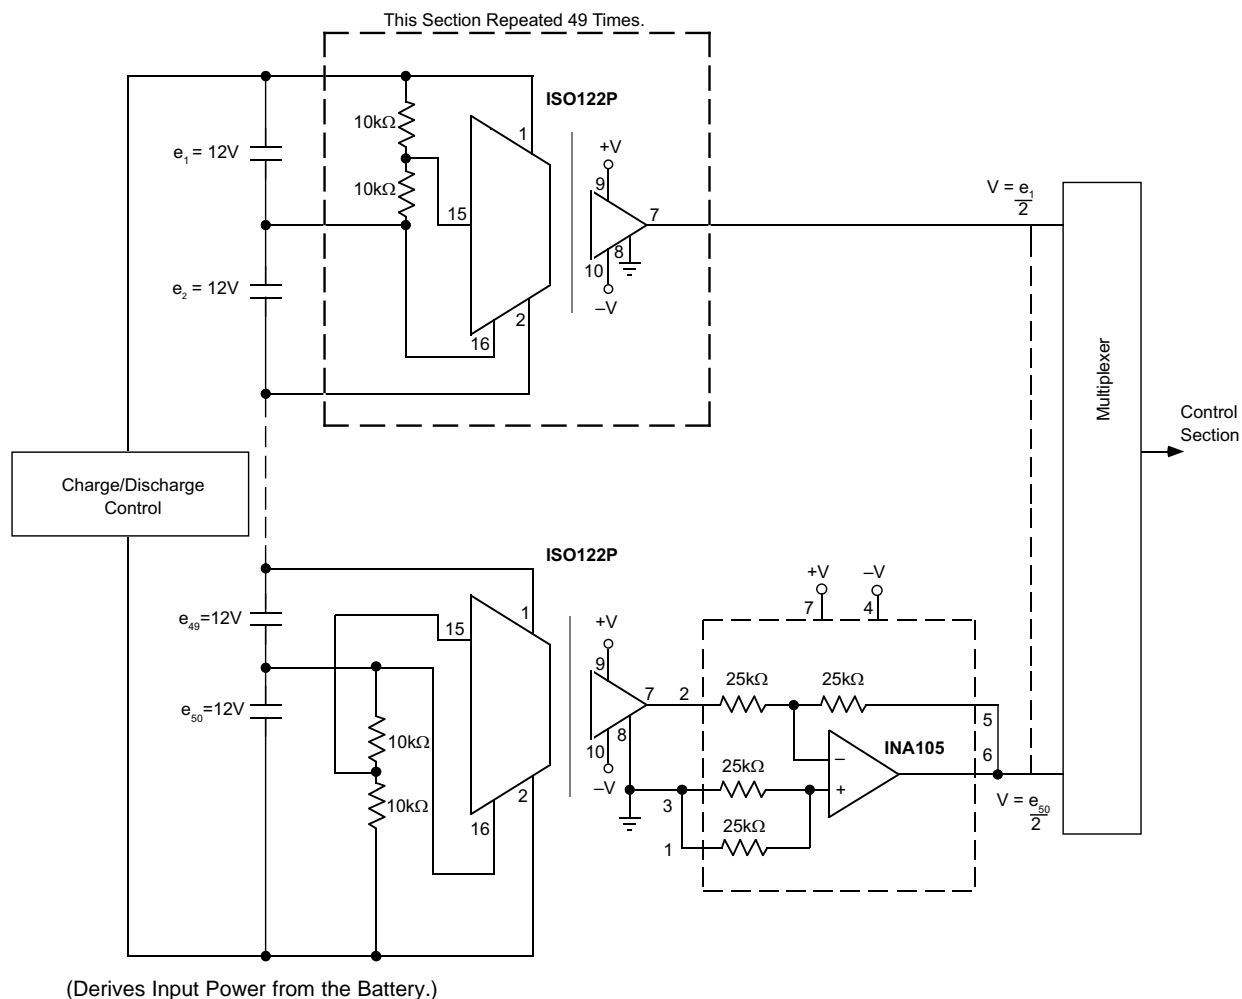 This Section Repeated 49 Times.
ISO122P
10kΩ
1
+V
e1 = 12V
9
V = e1
2
10kΩ
15
7
8
10
e2 = 12V
–V
2
16
Multiplexer
Control
Section
Charge/Discharge
Control
ISO122P
+V
–V
7
4
e49=12V
1
+V
15
9
25kΩ
25kΩ
7
2
e50=12V
5
8
10kΩ
10
INA105
6
–
25kΩ
2
–V
+
10kΩ
3
V = e50
2
16
25kΩ
1
(Derives Input Power from the Battery.)